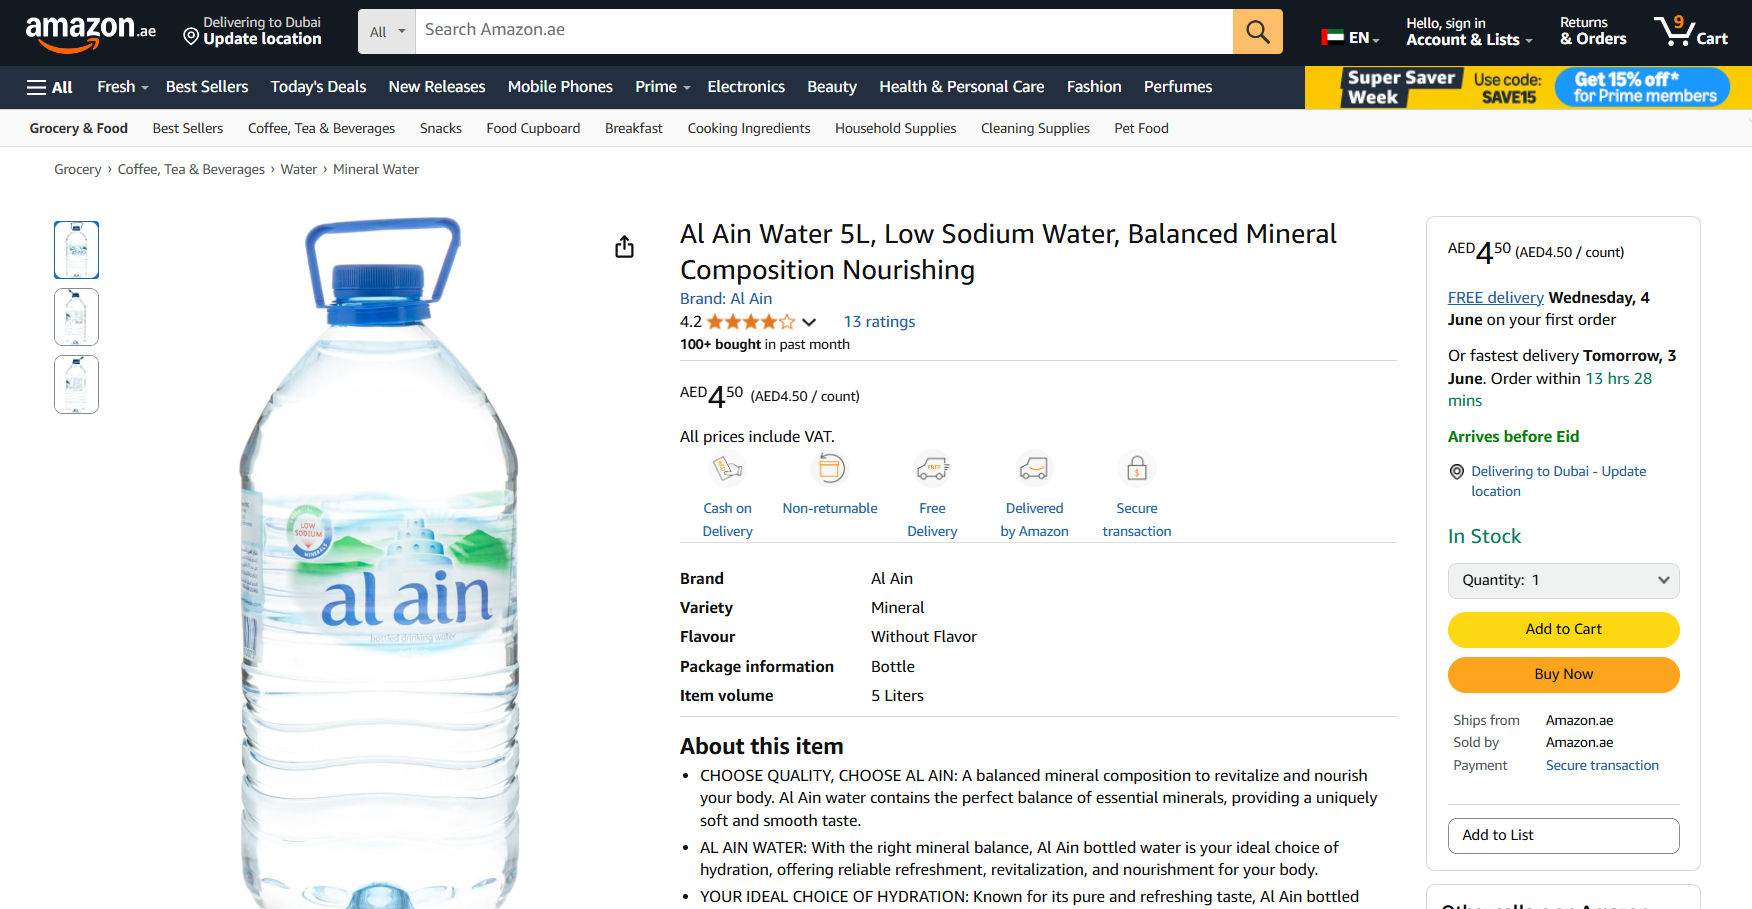 amazon.ae
Delivering to Dubai
Update location
All
Search Amazon.ae
EN
Hello, sign in
Account & Lists
Returns
& Orders
9
Cart
All
Fresh
Best Sellers
Today's Deals
New Releases
Mobile Phones
Prime
Electronics
Beauty
Health & Personal Care
Fashion
Perfumes
Super Saver
Week
Use code:
SAVE15
Get 15% off*
for Prime members
Grocery & Food
Best Sellers
Coffee, Tea & Beverages
Snacks
Food Cupboard
Breakfast
Cooking Ingredients
Household Supplies
Cleaning Supplies
Pet Food
Grocery › Coffee, Tea & Beverages › Water › Mineral Water
LOW
SODIUM
MINERALS
al ain
bottled drinking water
Al Ain Water 5L, Low Sodium Water, Balanced Mineral
Composition Nourishing
Brand: Al Ain
4.2
13 ratings
100+ bought in past month
AED450 (AED4.50 / count)
All prices include VAT.
Cash on
Delivery
Non-returnable
FREE
Free
Delivery
Delivered
by Amazon
Secure
transaction
Brand Al Ain
Variety Mineral
Flavour Without Flavor
Package information Bottle
Item volume 5 Liters
About this item
• CHOOSE QUALITY, CHOOSE AL AIN: A balanced mineral composition to revitalize and nourish
your body. Al Ain water contains the perfect balance of essential minerals, providing a uniquely
soft and smooth taste.
• AL AIN WATER: With the right mineral balance, Al Ain bottled water is your ideal choice of
hydration, offering reliable refreshment, revitalization, and nourishment for your body.
• YOUR IDEAL CHOICE OF HYDRATION: Known for its pure and refreshing taste, Al Ain bottled
AED450 (AED4.50 / count)
FREE delivery Wednesday, 4
June on your first order
Or fastest delivery Tomorrow, 3
June. Order within 13 hrs 28
mins
Arrives before Eid
Delivering to Dubai - Update
location
In Stock
Quantity: 1
Add to Cart
Buy Now
Ships from Amazon.ae
Sold by Amazon.ae
Payment Secure transaction
Add to List
Other sellers on Amazon